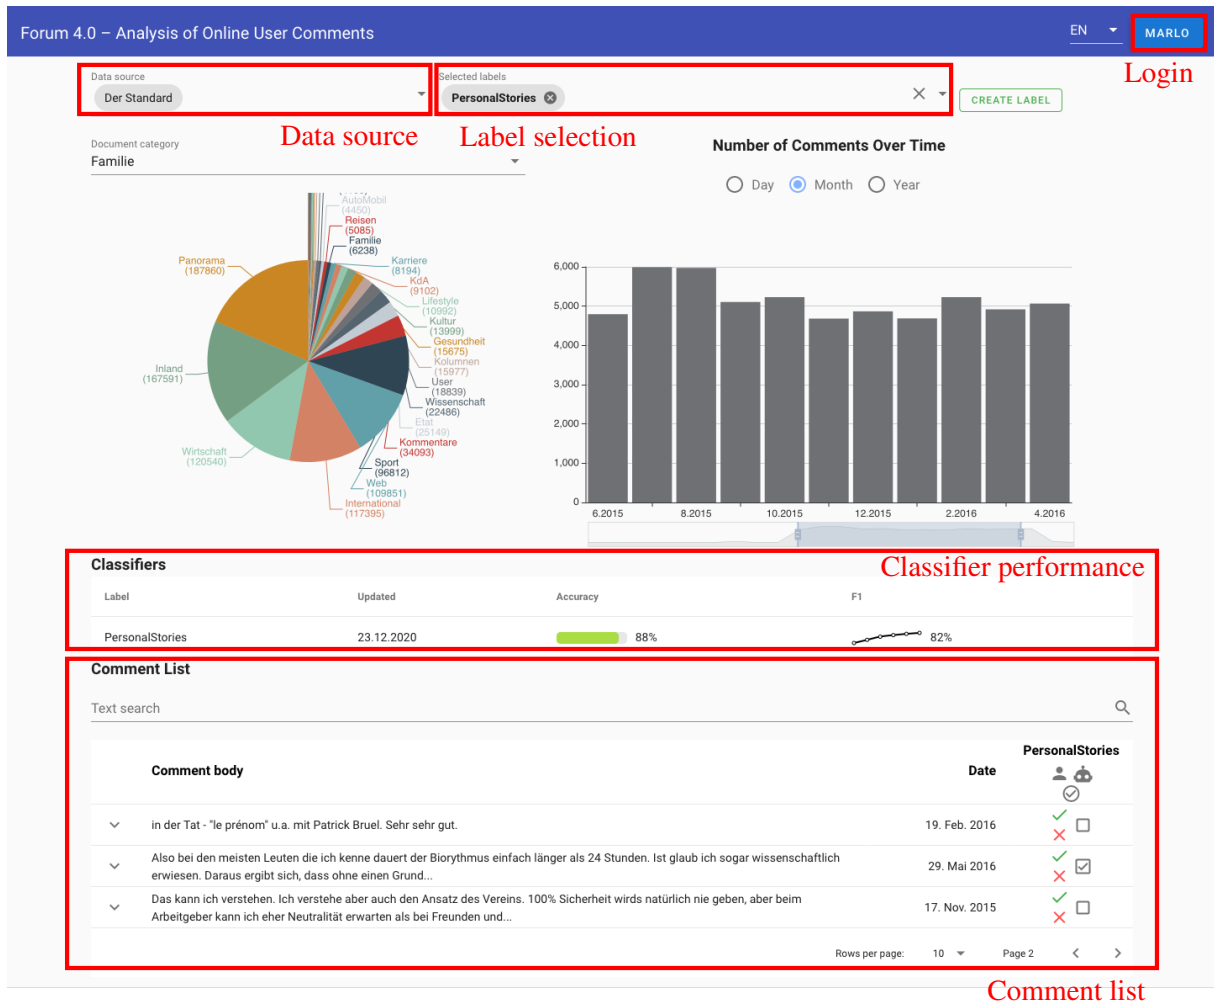 Forum 4.0 – Analysis of Online User Comments
EN
MARLO
Login
Data source
Der Standard
Selected labels
PersonalStories
CREATE LABEL
Data source
Label selection
Document category
Familie
Number of Comments Over Time
Day
Month
Year
AutoMobil
(4450)
Reisen
(5085)
Familie
(6238)
Karriere
(8194)
KdA
(9102)
Lifestyle
(10992)
Kultur
(13999)
Gesundheit
(15675)
Kolumnen
(15977)
User
(18839)
Wissenschaft
(22486)
Etat
(25149)
Kommentare
(34093)
Sport
(96812)
Web
(109851)
International
(117395)
Wirtschaft
(120540)
Inland
(167591)
Panorama
(187860)
6,000
5,000
4,000
3,000
2,000
1,000
0
6.2015
8.2015
10.2015
12.2015
2.2016
4.2016
Classifiers
Classifier performance
Label
Updated
Accuracy
F1
PersonalStories
23.12.2020
88%
82%
Comment List
Text search
PersonalStories
Comment body
Date
in der Tat - "le prénom" u.a. mit Patrick Bruel. Sehr sehr gut.
19. Feb. 2016
Also bei den meisten Leuten die ich kenne dauert der Biorythmus einfach länger als 24 Stunden. Ist glaub ich sogar wissenschaftlich
erwiesen. Daraus ergibt sich, dass ohne einen Grund...
29. Mai 2016
Das kann ich verstehen. Ich verstehe aber auch den Ansatz des Vereins. 100% Sicherheit wirds natürlich nie geben, aber beim
Arbeitgeber kann ich eher Neutralität erwarten als bei Freunden und...
17. Nov. 2015
Rows per page:
10
Page 2
Comment list